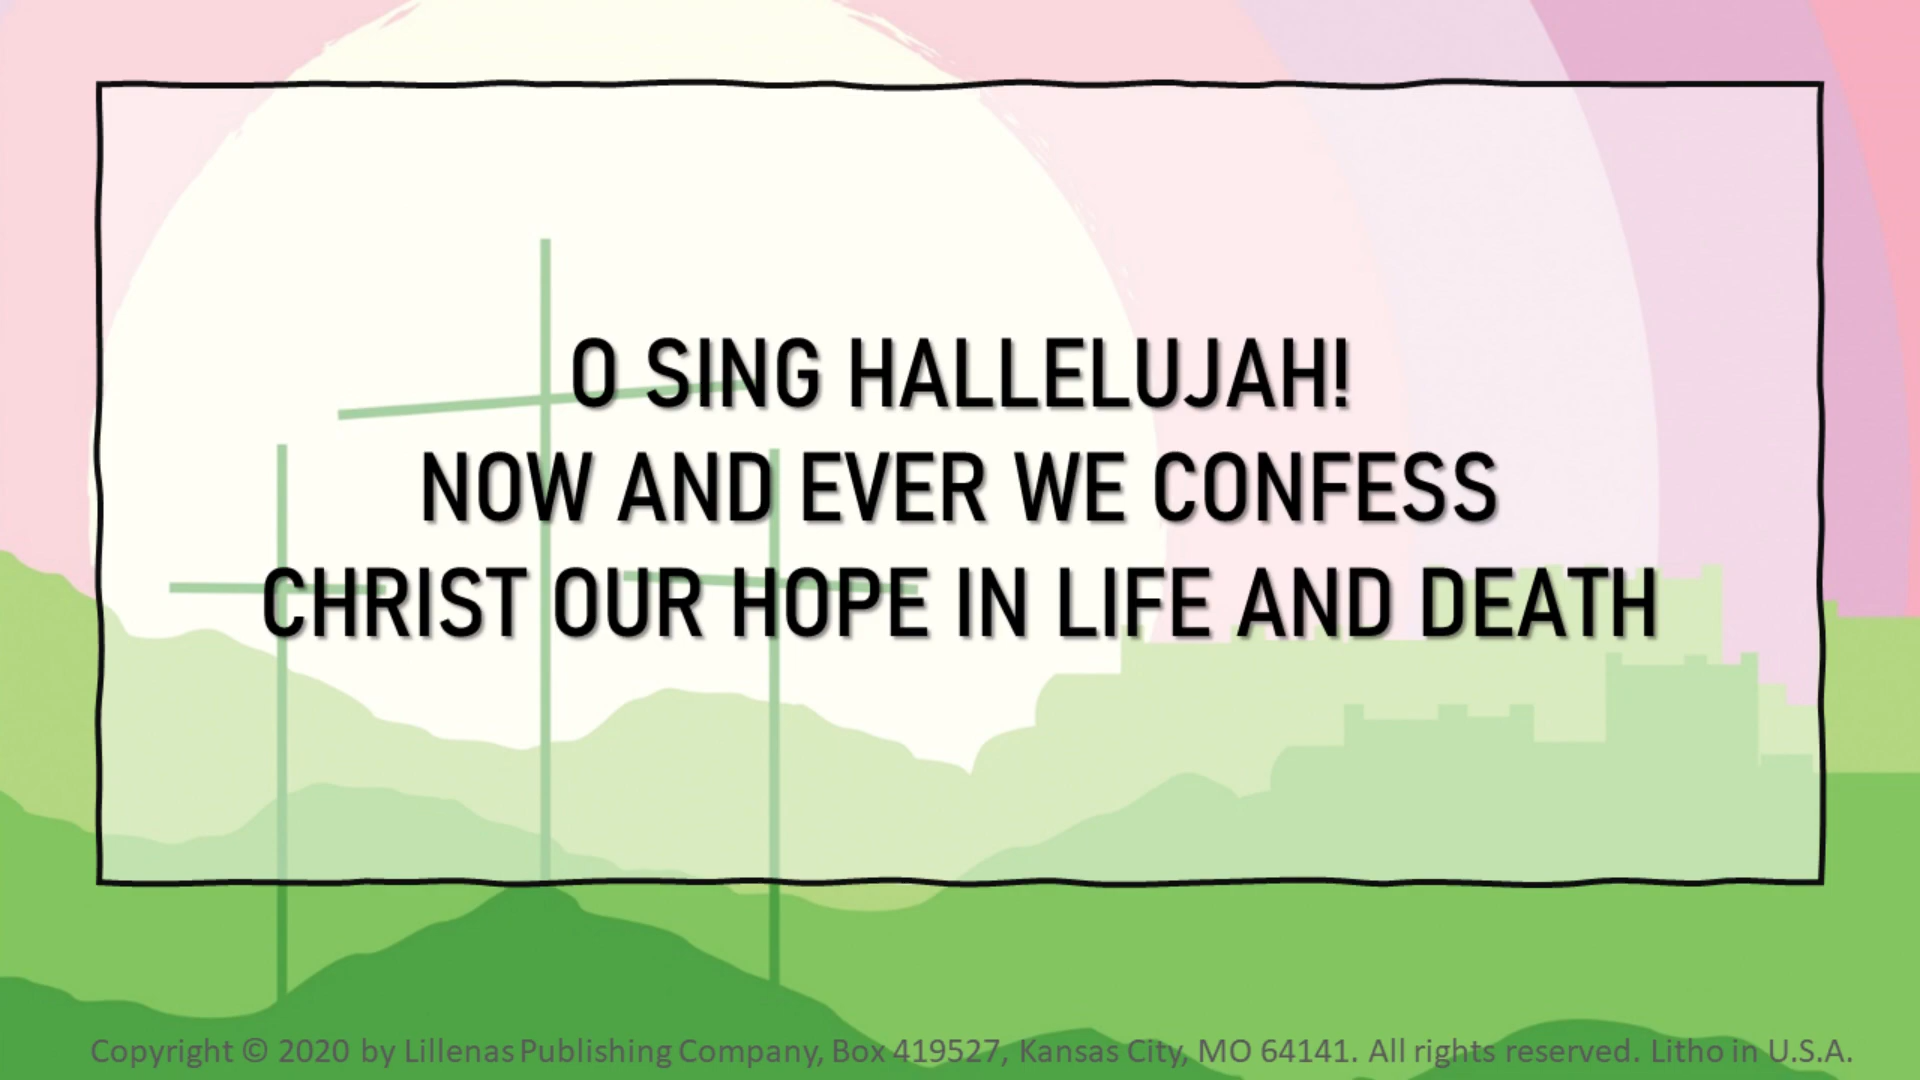 O SING HALLELUJAH!
NOW AND EVER WE CONFESS
CHRIST OUR HOPE IN LIFE AND DEATH
Copyright © 2020 by Lillenas Publishing Company, Box 419527, Kansas City, MO 64141. All rights reserved. Litho in U.S.A.